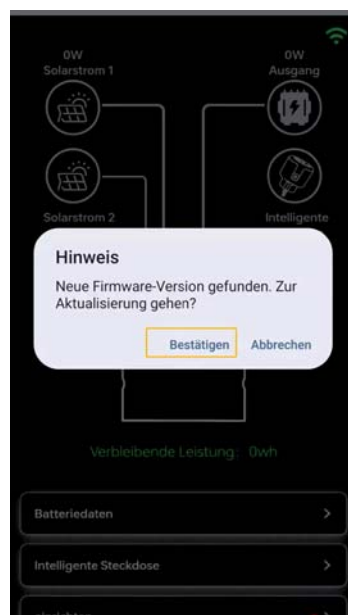 0W
Solarstrom 1
0W
Ausgang
Solarstrom 2
Intelligente
Hinweis
Neue Firmware-Version gefunden. Zur
Aktualisierung gehen?
Bestätigen
Abbrechen
Verbleibende Leistung: 0wh
Batteriedaten
Intelligente Steckdose
einrichten